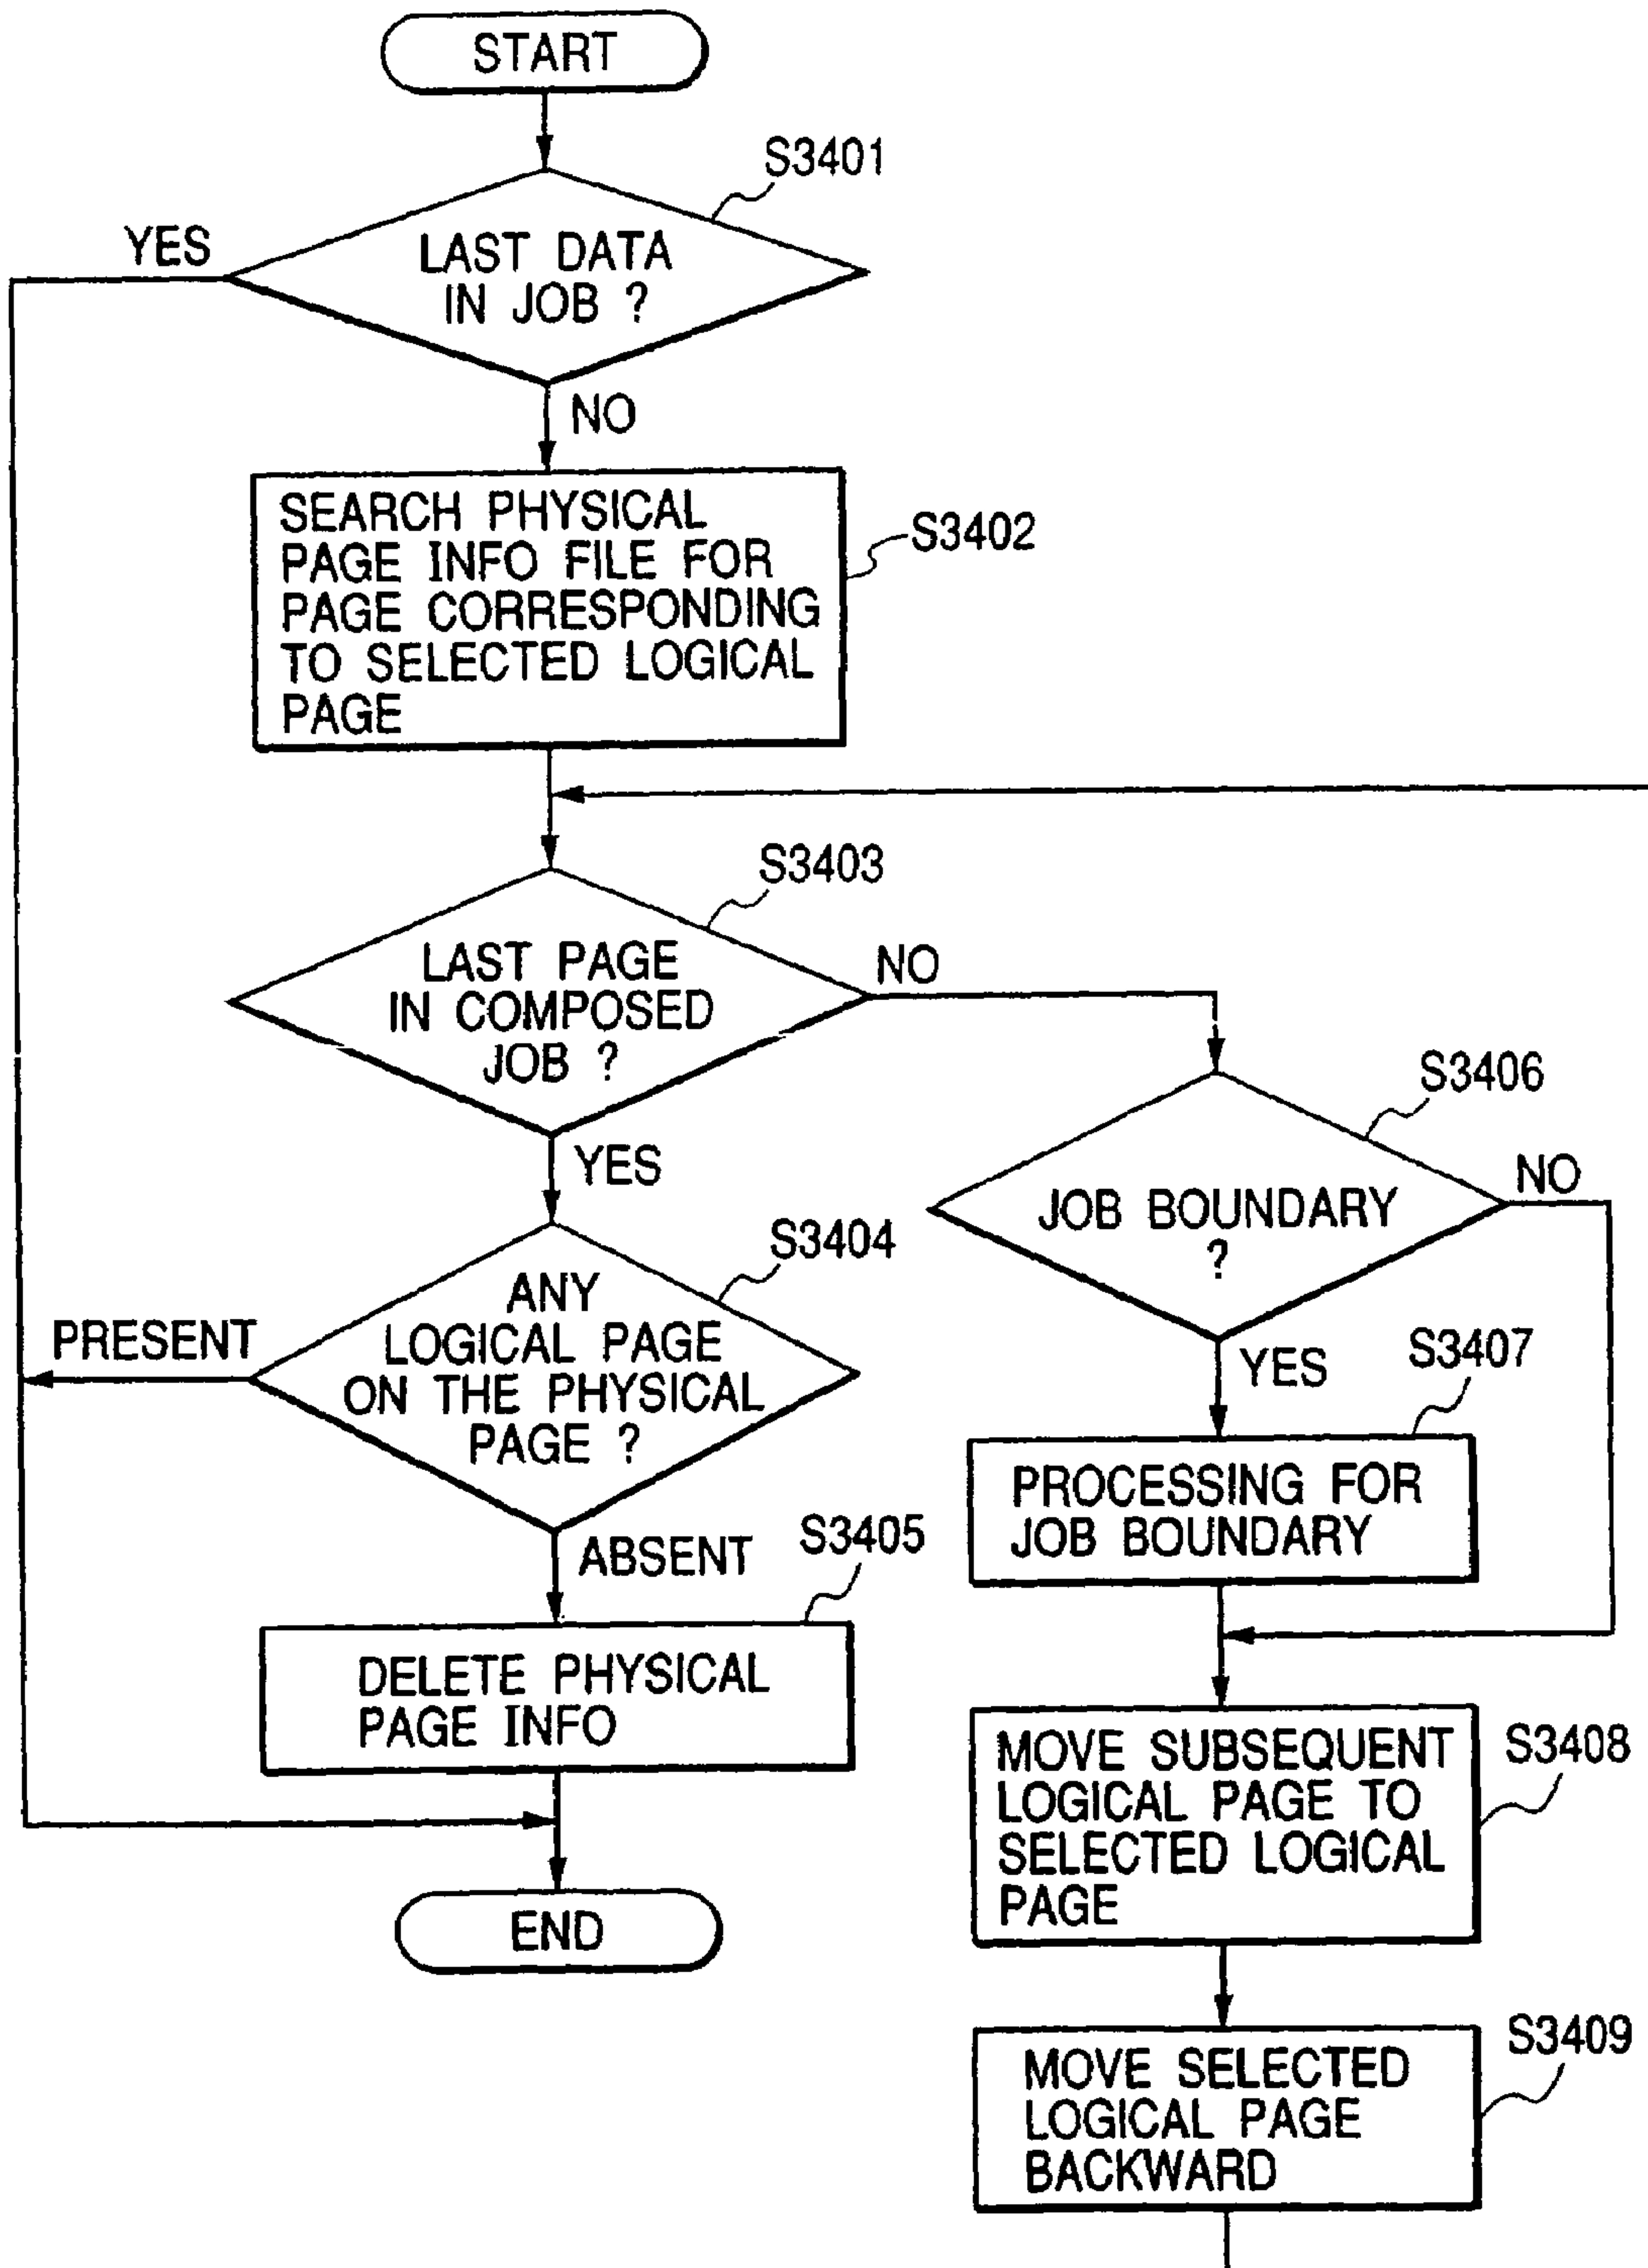 START
S3401
YES
LAST DATA
IN JOB ?
NO
SEARCH PHYSICAL
PAGE INFO FILE FOR
PAGE CORRESPONDING
TO SELECTED LOGICAL
PAGE
S3402
S3403
LAST PAGE
IN COMPOSED
JOB ?
NO
YES
S3406
JOB BOUNDARY
?
NO
YES
S3404
ANY
LOGICAL PAGE
ON THE PHYSICAL
PAGE ?
PRESENT
ABSENT
S3407
PROCESSING FOR
JOB BOUNDARY
S3405
DELETE PHYSICAL
PAGE INFO
END
MOVE SUBSEQUENT
LOGICAL PAGE TO
SELECTED LOGICAL
PAGE
S3408
MOVE SELECTED
LOGICAL PAGE
BACKWARD
S3409